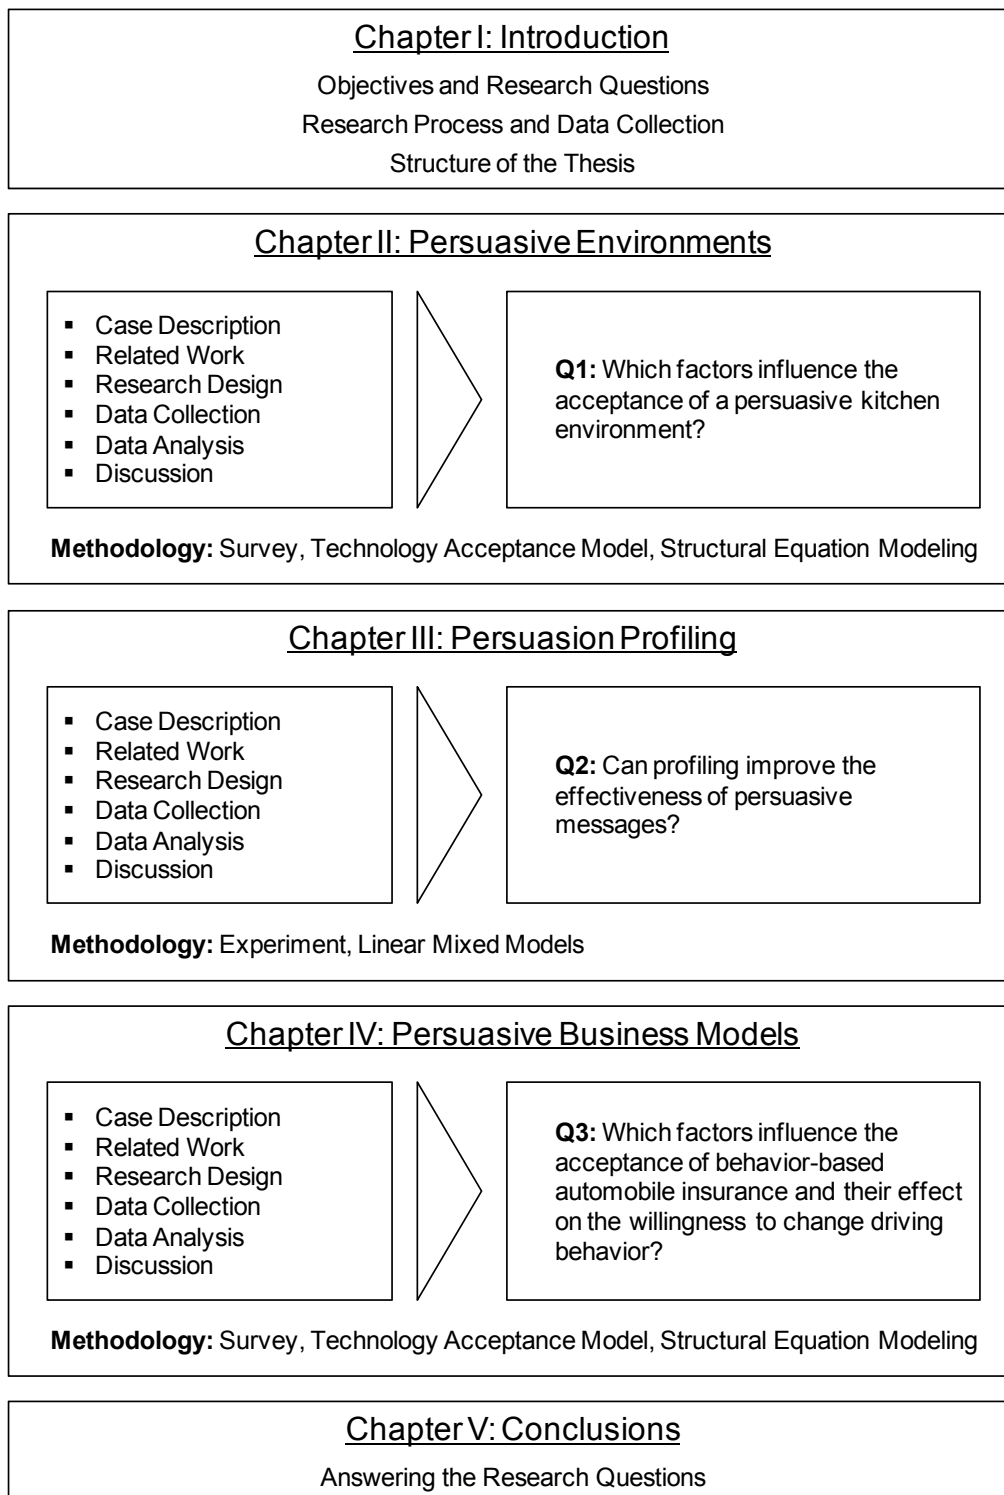 Chapter I: Introduction
Objectives and Research Questions
Research Process and Data Collection
Structure of the Thesis
Chapter II: Persuasive Environments
▪ Case Description
▪ Related Work
▪ Research Design
▪ Data Collection
▪ Data Analysis
▪ Discussion
Q1: Which factors influence the
acceptance of a persuasive kitchen
environment?
Methodology: Survey, Technology Acceptance Model, Structural Equation Modeling
Chapter III: Persuasion Profiling
▪ Case Description
▪ Related Work
▪ Research Design
▪ Data Collection
▪ Data Analysis
▪ Discussion
Q2: Can profiling improve the
effectiveness of persuasive
messages?
Methodology: Experiment, Linear Mixed Models
Chapter IV: Persuasive Business Models
▪ Case Description
▪ Related Work
▪ Research Design
▪ Data Collection
▪ Data Analysis
▪ Discussion
Q3: Which factors influence the
acceptance of behavior-based
automobile insurance and their effect
on the willingness to change driving
behavior?
Methodology: Survey, Technology Acceptance Model, Structural Equation Modeling
Chapter V: Conclusions
Answering the Research Questions